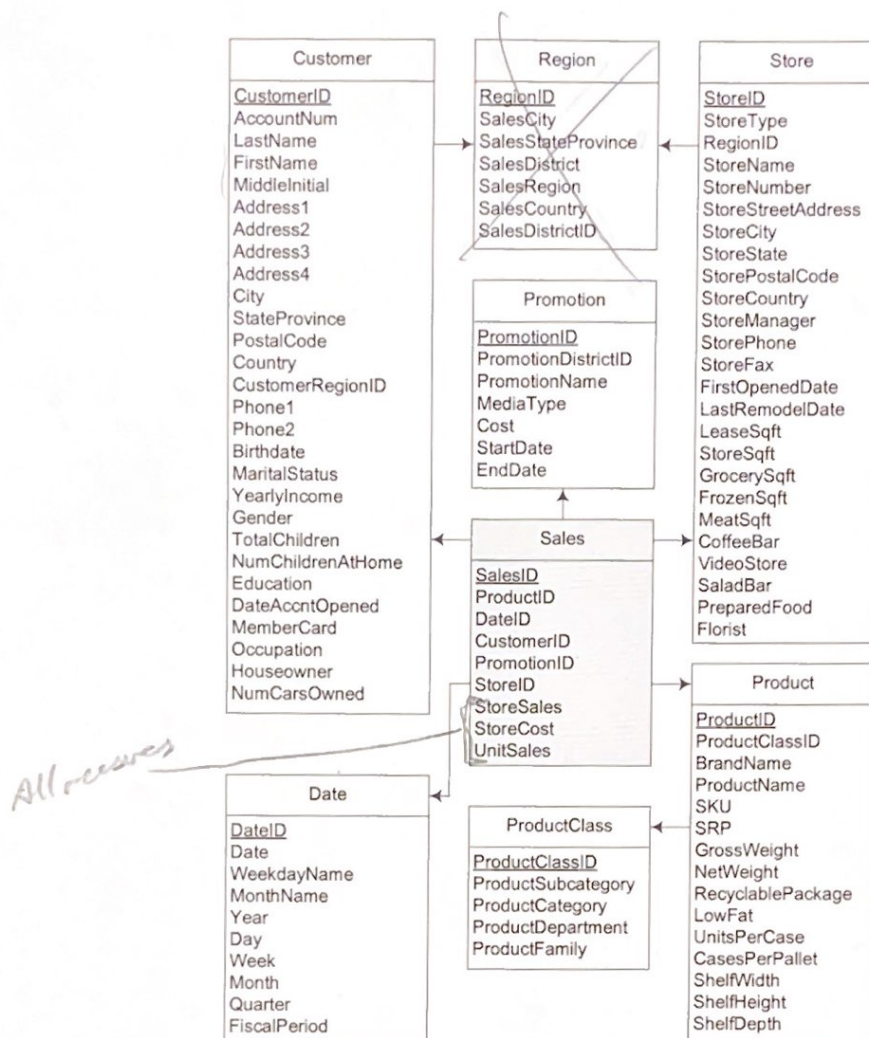 Customer
CustomerID
AccountNum
LastName
FirstName
MiddleInitial
Address1
Address2
Address3
Address4
City
StateProvince
PostalCode
Country
CustomerRegionID
Phone1
Phone2
Birthdate
MaritalStatus
YearlyIncome
Gender
TotalChildren
NumChildrenAtHome
Education
DateAccntOpened
MemberCard
Occupation
Houseowner
NumCarsOwned
Region
RegionID
SalesCity
SalesStateProvince
SalesDistrict
SalesRegion
SalesCountry
SalesDistrictID
Store
StoreID
StoreType
RegionID
StoreName
StoreNumber
StoreStreetAddress
StoreCity
StoreState
StorePostalCode
StoreCountry
StoreManager
StorePhone
StoreFax
FirstOpenedDate
LastRemodelDate
LeaseSqft
StoreSqft
GrocerySqft
FrozenSqft
MeatSqft
CoffeeBar
VideoStore
SaladBar
PreparedFood
Florist
Promotion
PromotionID
PromotionDistrictID
PromotionName
MediaType
Cost
StartDate
EndDate
Sales
SalesID
ProductID
DateID
CustomerID
PromotionID
StoreID
StoreSales
StoreCost
UnitSales
Date
DateID
Date
WeekdayName
MonthName
Year
Day
Week
Month
Quarter
FiscalPeriod
ProductClass
ProductClassID
ProductSubcategory
ProductCategory
ProductDepartment
ProductFamily
Product
ProductID
ProductClassID
BrandName
ProductName
SKU
SRP
GrossWeight
NetWeight
RecyclablePackage
LowFat
UnitsPerCase
CasesPerPallet
ShelfWidth
ShelfHeight
ShelfDepth